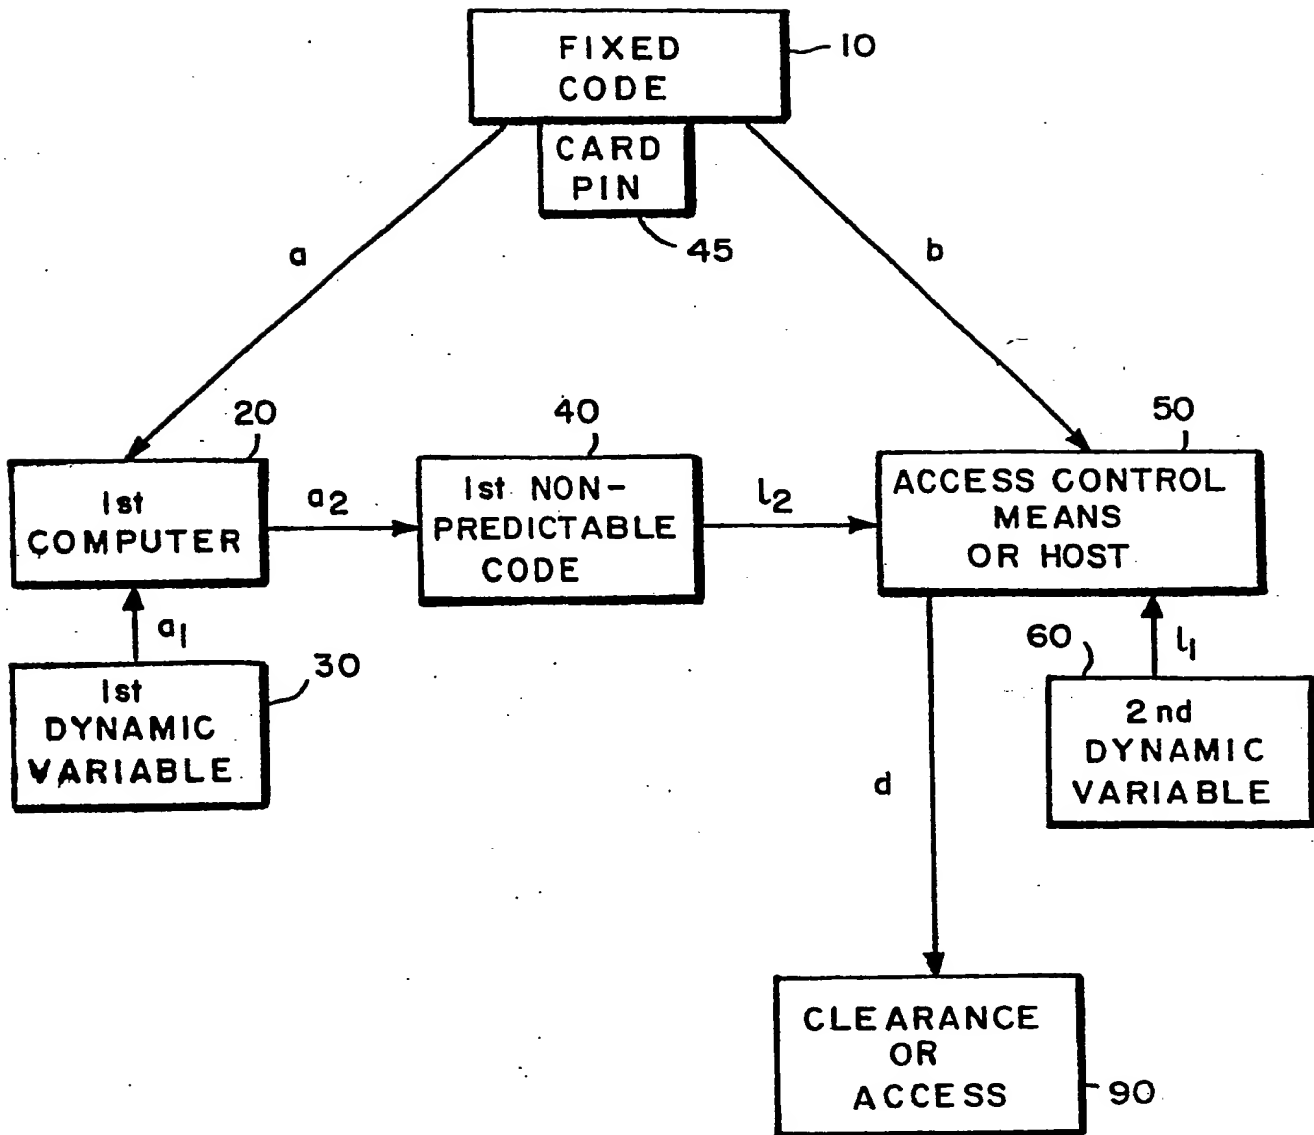 FIXED
CODE
10
CARD
PIN
45
a
b
20
40
50
1st
COMPUTER
a2
1st NON-
PREDICTABLE
CODE
l2
ACCESS CONTROL
MEANS
OR HOST
a1
30
1st
DYNAMIC
VARIABLE
60
l1
2nd
DYNAMIC
VARIABLE
d
CLEARANCE
OR
ACCESS
90